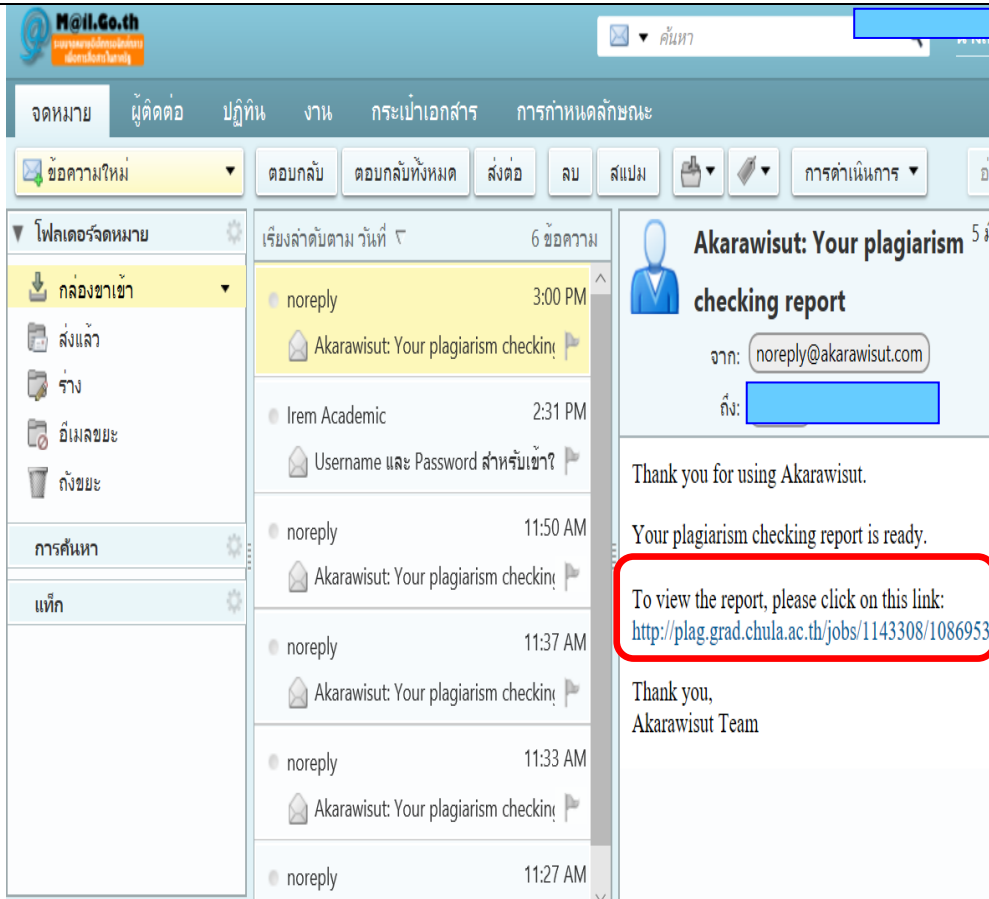 M@il.Go.th
ค้นหา
จดหมาย ผู้ติดต่อ ปฏิทิน งาน กระเป๋าเอกสาร การกำหนดลักษณะ
ข้อความใหม่ ตอบกลับ ตอบกลับทั้งหมด ส่งต่อ ลบ สแปม การดำเนินการ
โฟลเดอร์จดหมาย
กล่องขาเข้า
ส่งแล้ว
ร่าง
อีเมลขยะ
ถังขยะ
การค้นหา
แท็ก
เรียงลำดับตาม วันที่ 6 ข้อความ
noreply 3:00 PM
Akarawisut: Your plagiarism checking
Irem Academic 2:31 PM
Username และ Password สำหรับเข้าใ
noreply 11:50 AM
Akarawisut: Your plagiarism checking
noreply 11:37 AM
Akarawisut: Your plagiarism checking
noreply 11:33 AM
Akarawisut: Your plagiarism checking
noreply 11:27 AM
Akarawisut: Your plagiarism 5
checking report
จาก: noreply@akarawisut.com
ถึง:
Thank you for using Akarawisut.
Your plagiarism checking report is ready.
To view the report, please click on this link:
http://plag.grad.chula.ac.th/jobs/1143308/1086953
Thank you,
Akarawisut Team